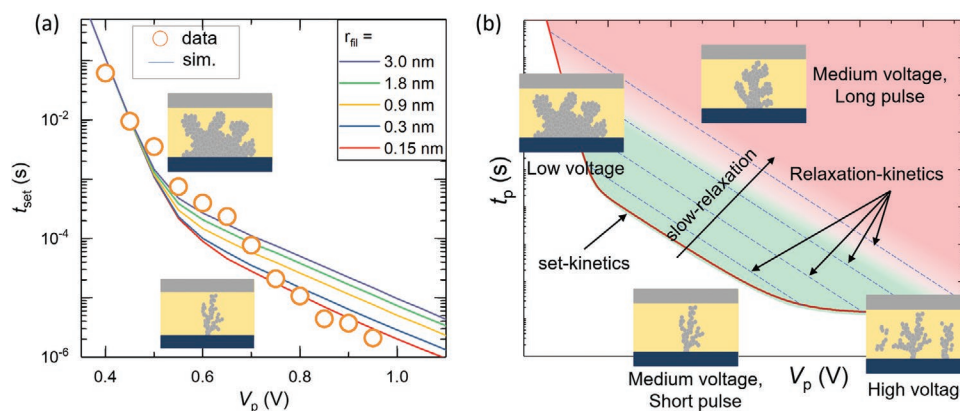 (a)
data
sim.
r_fil =
3.0 nm
1.8 nm
0.9 nm
0.3 nm
0.15 nm
t_set (s)
10^-2
10^-4
10^-6
0.4
0.6
0.8
1.0
V_p (V)
(b)
t_p (s)
Medium voltage,
Long pulse
Low voltage
Relaxation-kinetics
slow-relaxation
set-kinetics
Medium voltage,
Short pulse
V_p (V)
High voltag